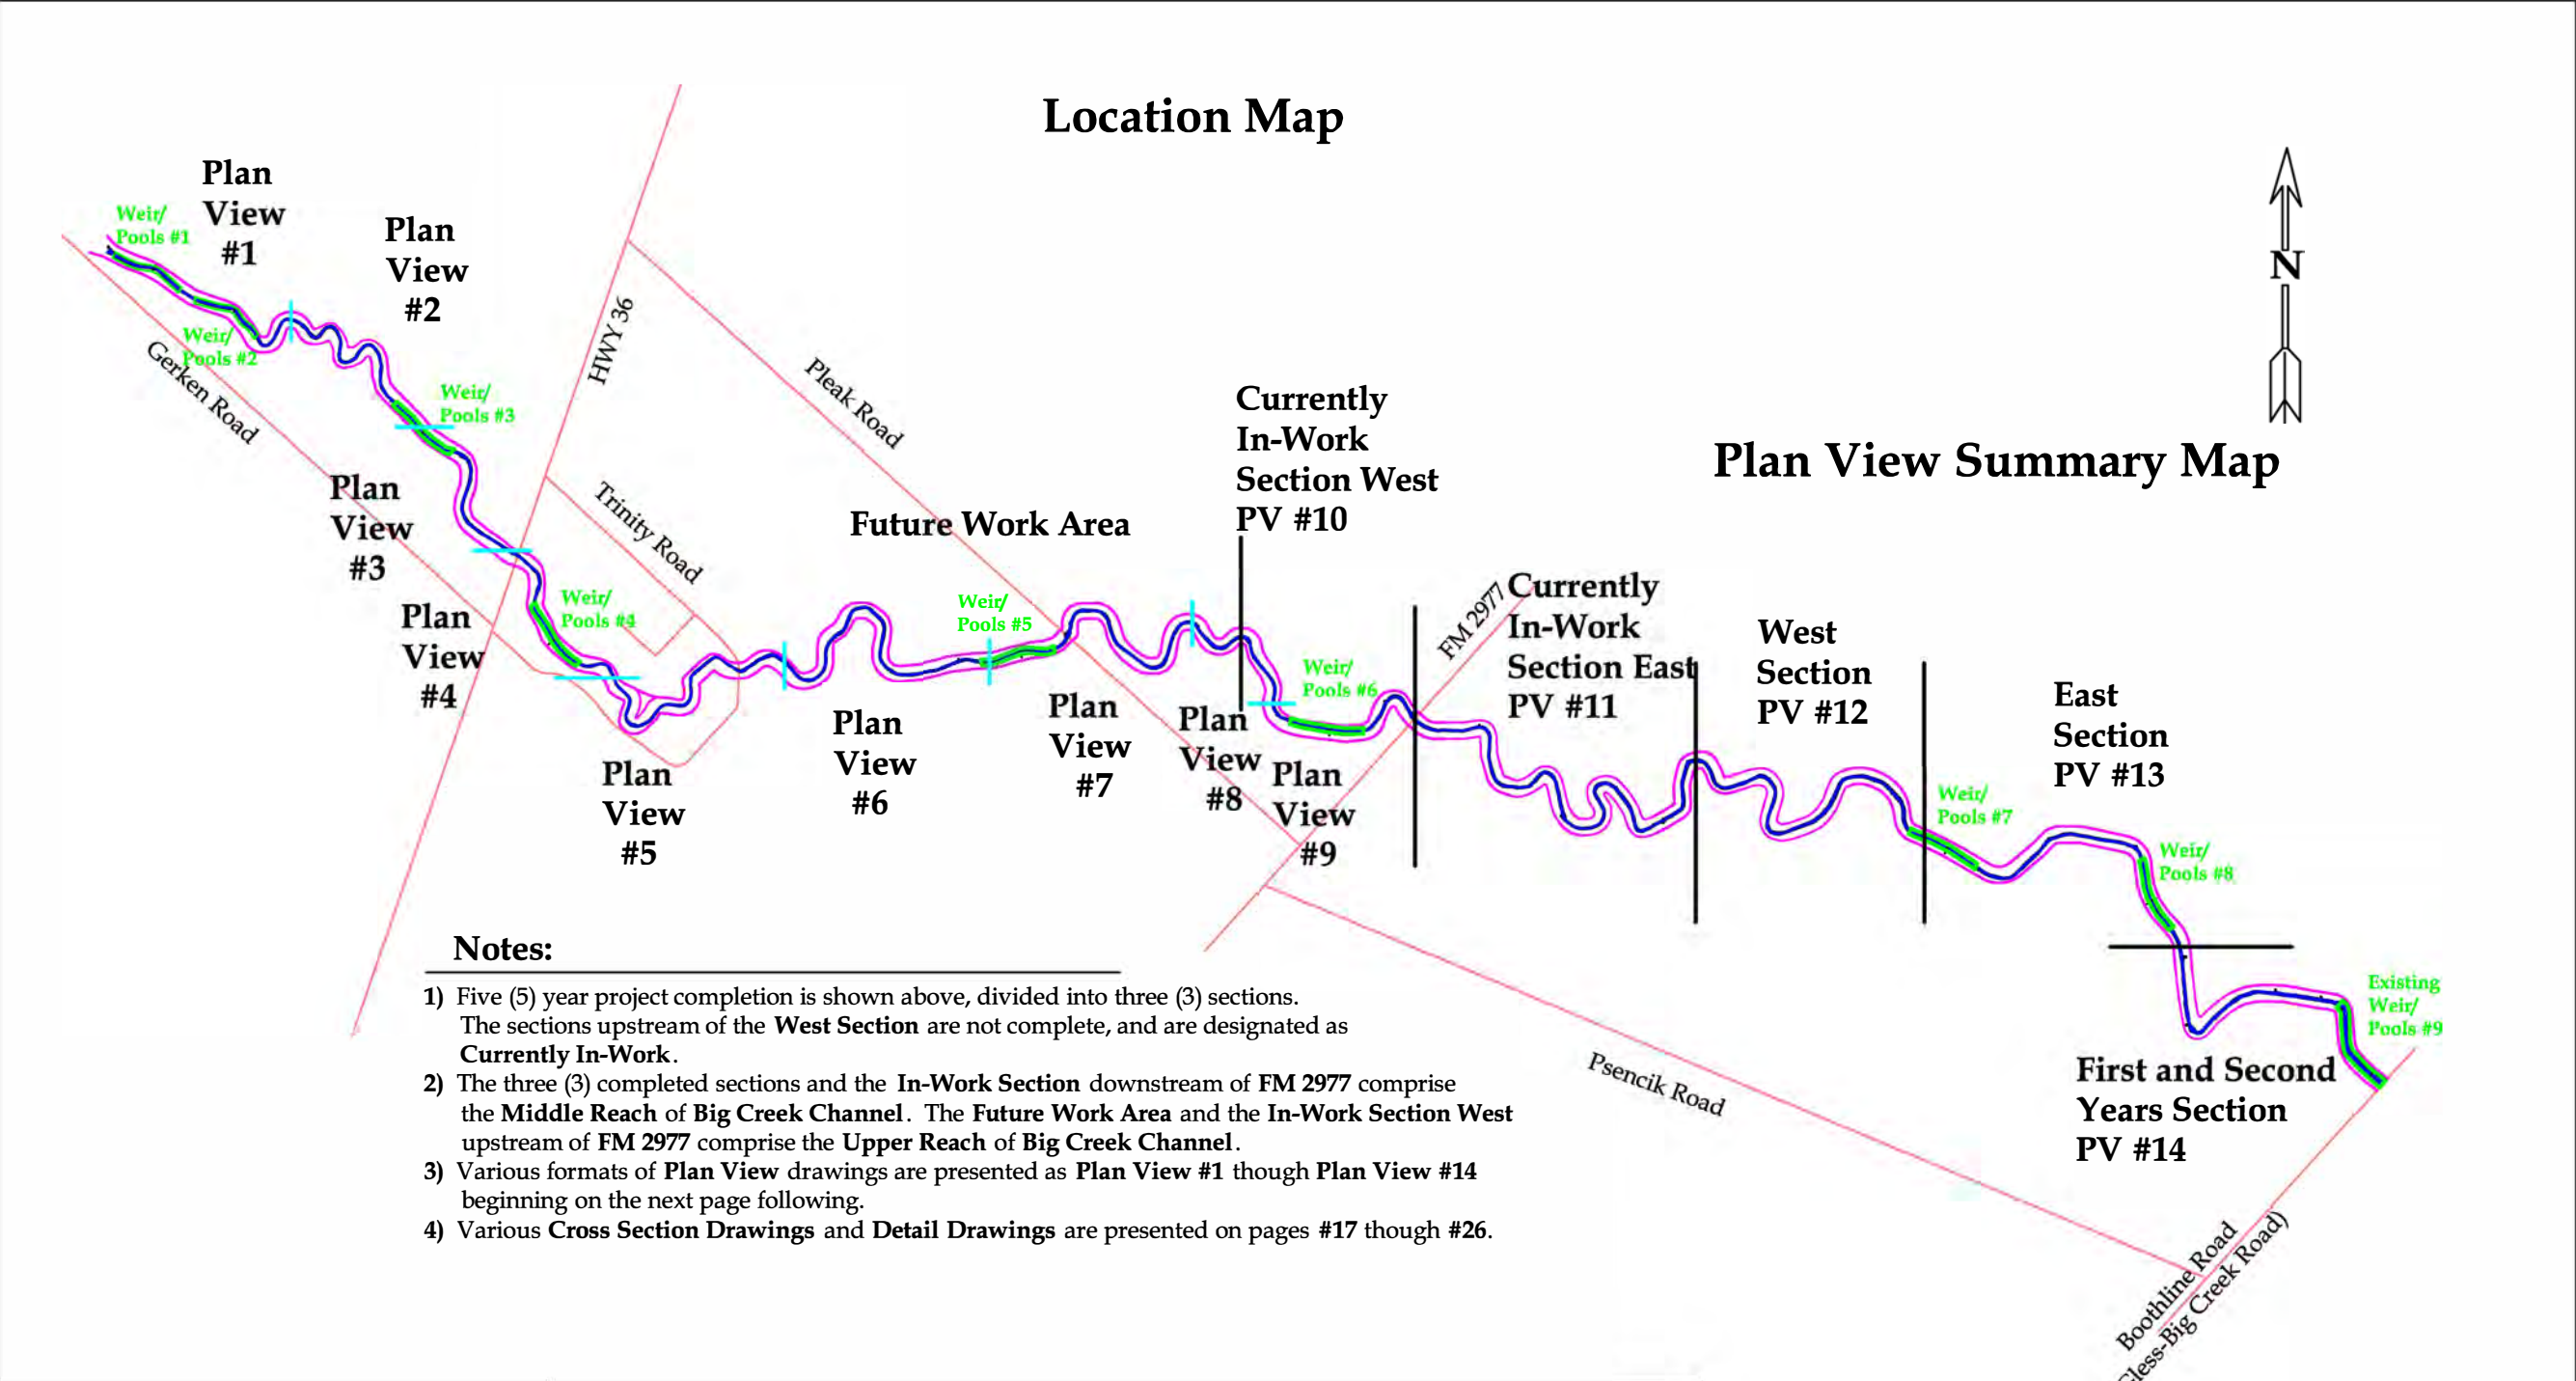 Location Map
Plan
View
#1
Weir/
Pools #1
Plan
View
#2
Weir/
Pools #2
Gerken Road
HWY 36
Weir/
Pools #3
Pleak Road
N
Plan View Summary Map
Currently
In-Work
Section West
PV #10
Plan
View
#3
Trinity Road
Future Work Area
Plan
View
#4
Weir/
Pools #4
Weir/
Pools #5
FM 2977
Currently
In-Work
Section East
PV #11
West
Section
PV #12
East
Section
PV #13
Weir/
Pools #6
Plan
View
#5
Plan
View
#6
Plan
View
#7
Plan
View
#8
Plan
View
#9
Weir/
Pools #7
Weir/
Pools #8
Existing
Weir/
Pools #9
First and Second
Years Section
PV #14
Psencik Road
Boothline Road
Big Creek Road)
Notes:
1) Five (5) year project completion is shown above, divided into three (3) sections.
The sections upstream of the West Section are not complete, and are designated as
Currently In-Work.
2) The three (3) completed sections and the In-Work Section downstream of FM 2977 comprise
the Middle Reach of Big Creek Channel. The Future Work Area and the In-Work Section West
upstream of FM 2977 comprise the Upper Reach of Big Creek Channel.
3) Various formats of Plan View drawings are presented as Plan View #1 though Plan View #14
beginning on the next page following.
4) Various Cross Section Drawings and Detail Drawings are presented on pages #17 though #26.